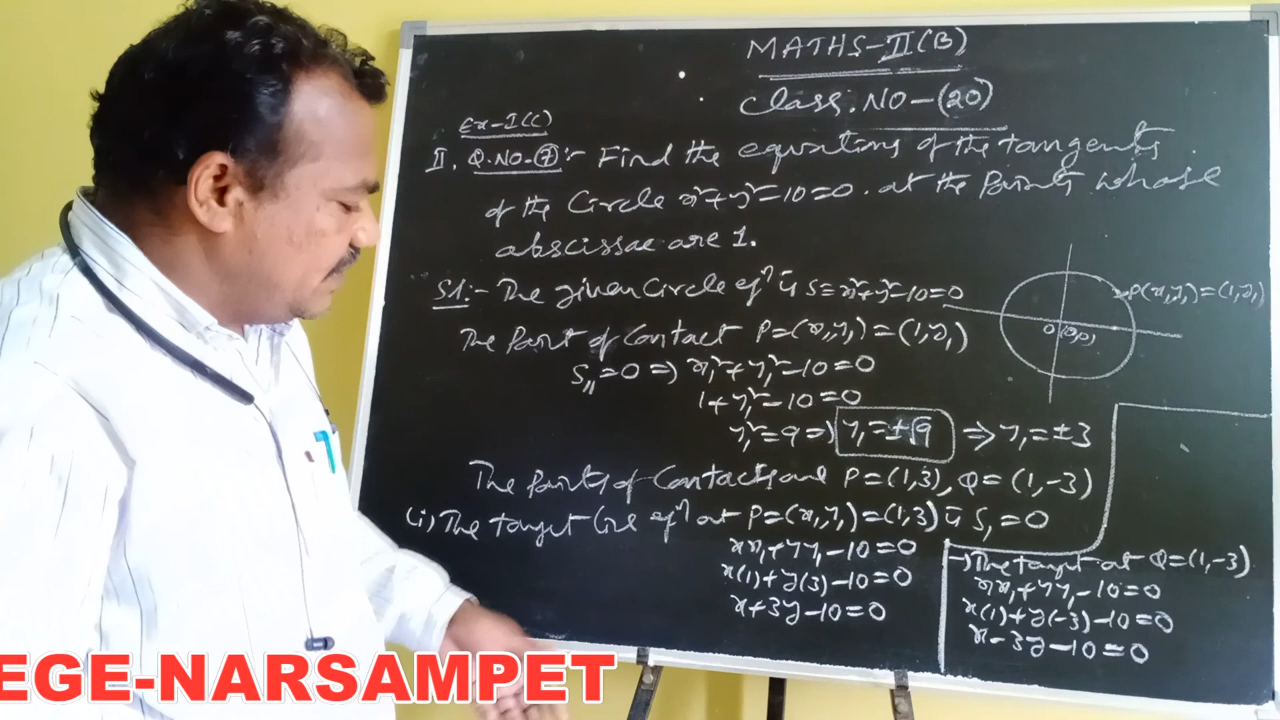 MATHS-II(B)
Class.NO-(20)
Ex-I(C)
II. Q.NO-(7):- Find the equations of the tangents
of the Circle x²+y²-10=0. at the Points whose
abscissae are 1.
Sol:- The given Circle eqⁿ is S≡x²+y²-10=0
P(x₁,y₁)=(1,y₁)
The Point of Contact P=(x₁,y₁)=(1,y₁)
S₁₁=0 ⇒ x₁²+y₁²-10=0
1+y₁²-10=0
y₁²=9 ⇒ y₁=±√9 ⇒ y₁=±3
The Points of Contacts are P=(1,3), Q=(1,-3)
(i) The tangent line eqⁿ at P=(x₁,y₁)=(1,3) is S₁=0
xx₁+yy₁-10=0
x(1)+y(3)-10=0
x+3y-10=0
→) The tangent at Q=(1,-3)
xx₁+yy₁-10=0
x(1)+y(-3)-10=0
x-3y-10=0
EGE-NARSAMPET